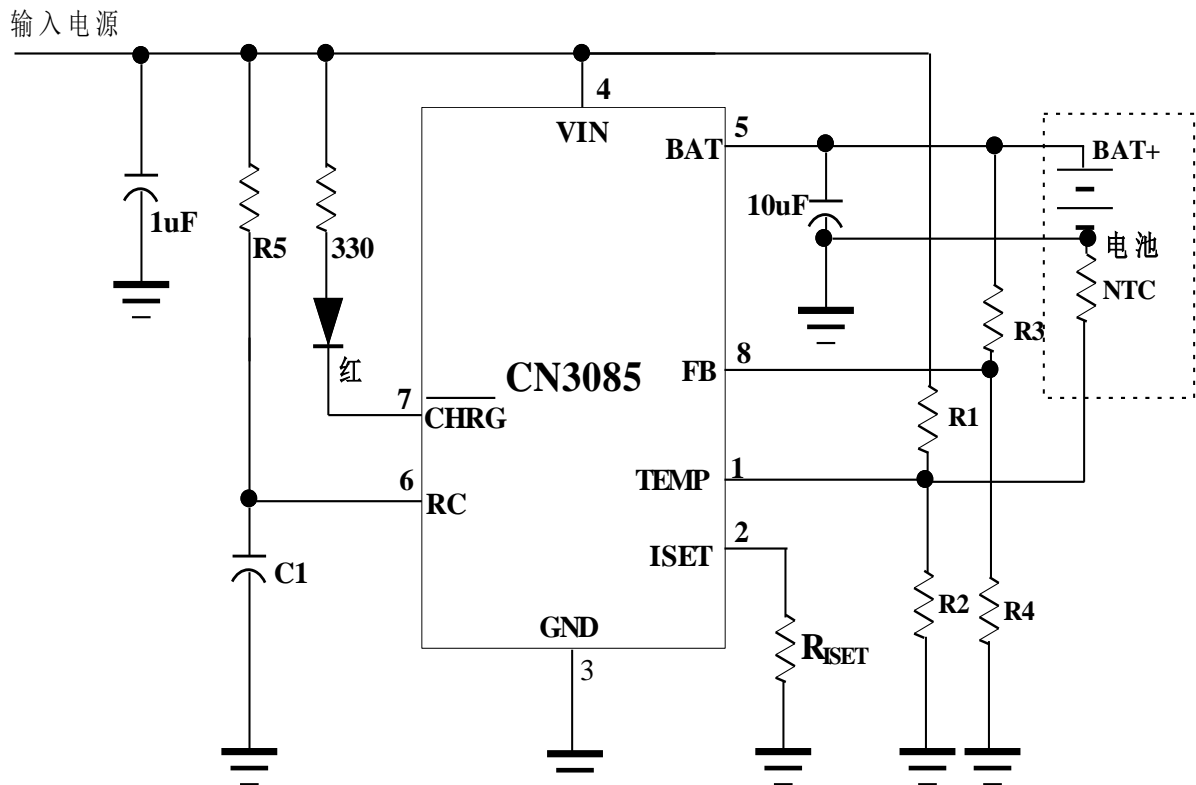 输入电源
4
VIN
5
BAT
BAT+
1uF
R5
330
10uF
电池
NTC
R3
红
CN3085
8
FB
7
CHRG
R1
6
RC
1
TEMP
2
ISET
C1
R2
R4
GND
3
RISET